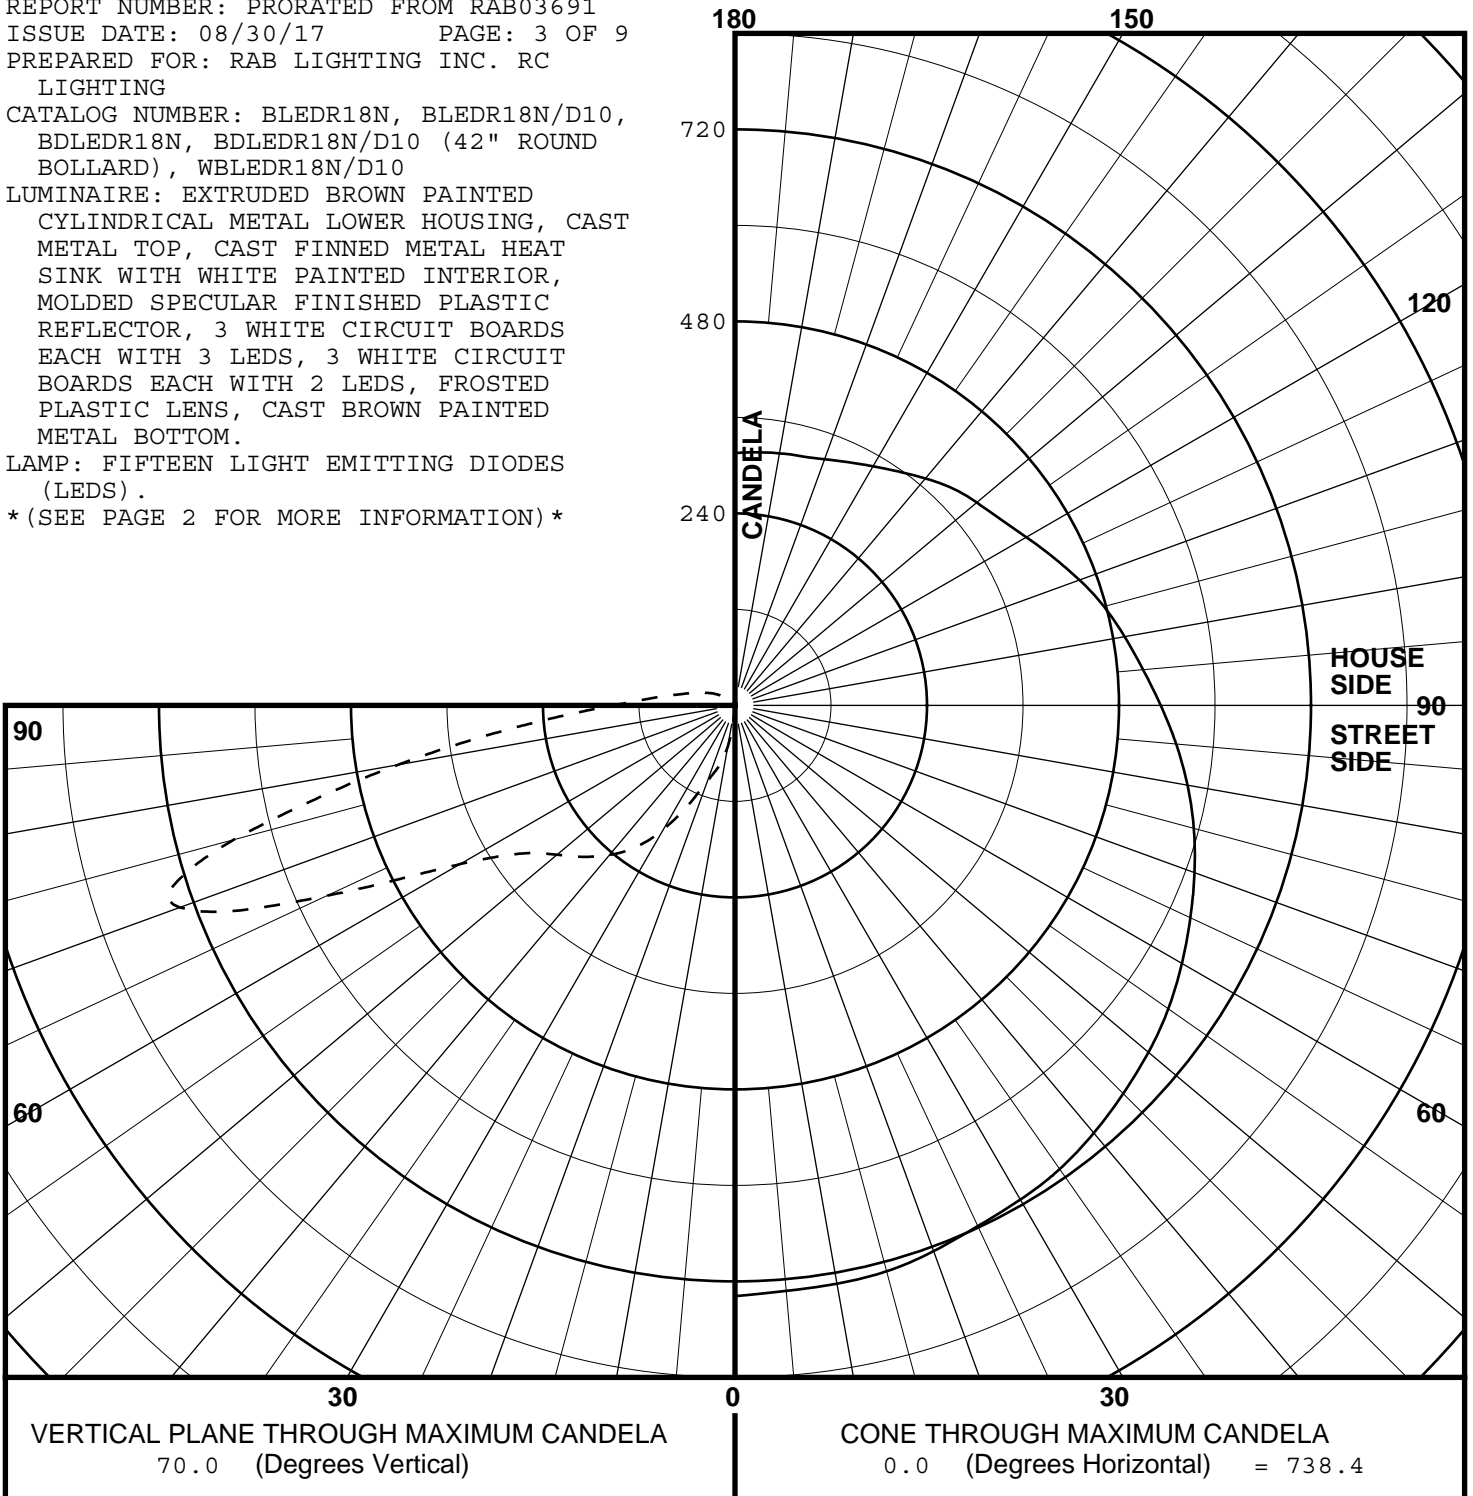 REPORT NUMBER: PRORATED FROM RAB03691
ISSUE DATE: 08/30/17 PAGE: 3 OF 9
PREPARED FOR: RAB LIGHTING INC. RC
LIGHTING
CATALOG NUMBER: BLEDR18N, BLEDR18N/D10,
BDLEDR18N, BDLEDR18N/D10 (42" ROUND
BOLLARD), WBLEDR18N/D10
LUMINAIRE: EXTRUDED BROWN PAINTED
CYLINDRICAL METAL LOWER HOUSING, CAST
METAL TOP, CAST FINNED METAL HEAT
SINK WITH WHITE PAINTED INTERIOR,
MOLDED SPECULAR FINISHED PLASTIC
REFLECTOR, 3 WHITE CIRCUIT BOARDS
EACH WITH 3 LEDS, 3 WHITE CIRCUIT
BOARDS EACH WITH 2 LEDS, FROSTED
PLASTIC LENS, CAST BROWN PAINTED
METAL BOTTOM.
LAMP: FIFTEEN LIGHT EMITTING DIODES
(LEDS).
*(SEE PAGE 2 FOR MORE INFORMATION)*
180
150
720
120
480
CANDELA
240
HOUSE
SIDE
90
90
STREET
SIDE
60
60
30
0
30
VERTICAL PLANE THROUGH MAXIMUM CANDELA
70.0 (Degrees Vertical)
CONE THROUGH MAXIMUM CANDELA
0.0 (Degrees Horizontal) = 738.4